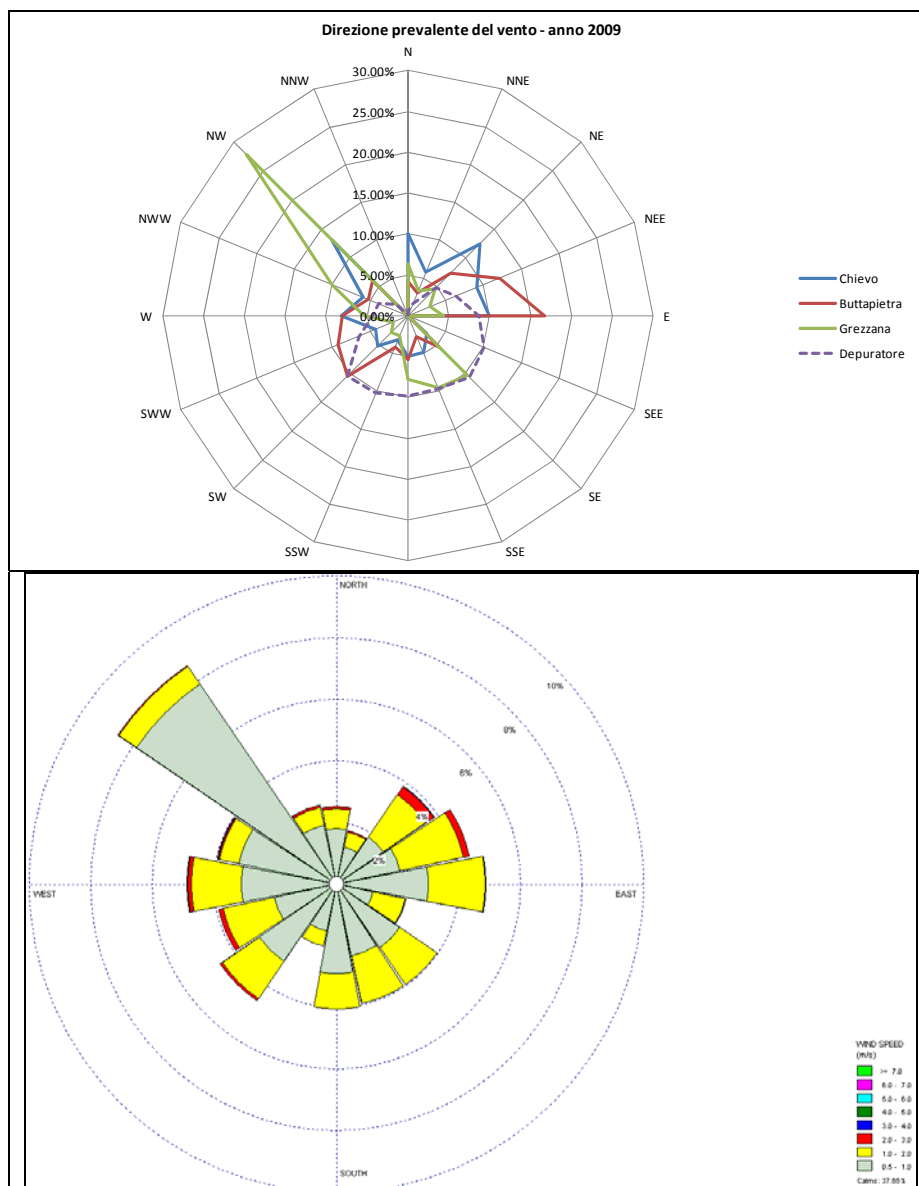 Direzione prevalente del vento - anno 2009
N
NNE
NE
NEE
E
SEE
SE
SSE
SSW
SW
SWW
W
NWW
NW
NNW
30.00%
25.00%
20.00%
15.00%
10.00%
5.00%
0.00%
Chievo
Buttapietra
Grezzana
Depuratore
NORTH
10%
8%
6%
4%
2%
WEST
EAST
SOUTH
WIND SPEED
(m/s)
>= 7.0
6.0 - 7.0
5.0 - 6.0
4.0 - 5.0
3.0 - 4.0
2.0 - 3.0
1.0 - 2.0
0.5 - 1.0